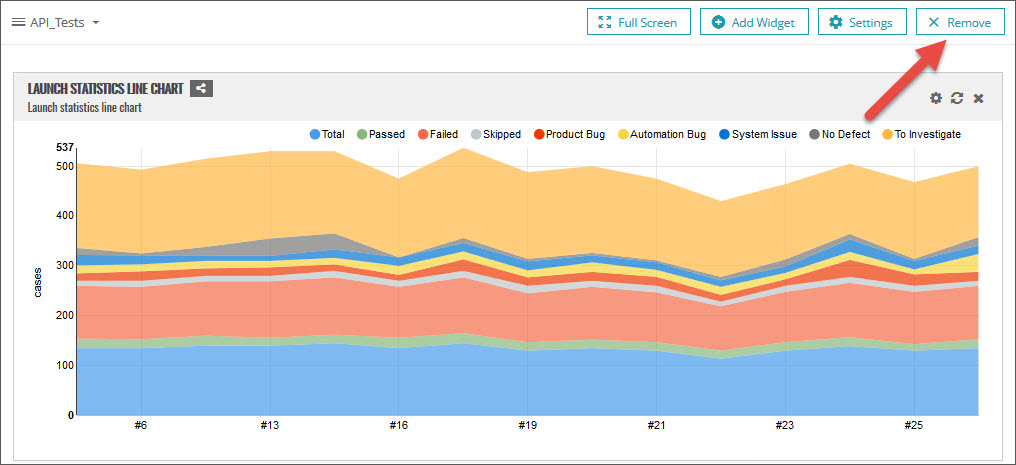 API_Tests
Full Screen
Add Widget
Settings
Remove
LAUNCH STATISTICS LINE CHART
Launch statistics line chart
Total Passed Failed Skipped Product Bug Automation Bug System Issue No Defect To Investigate
537
500
400
300
200
100
0
cases
#6 #13 #16 #19 #21 #23 #25